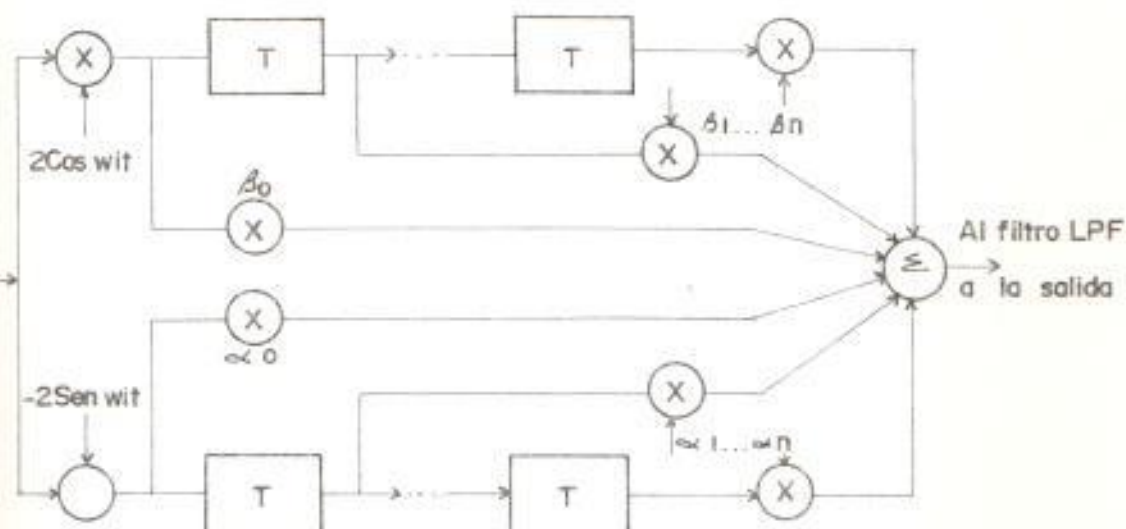 X
T
T
X
2Cos wit
β1... βn
X
β0
X
Al filtro LPF
Σ
a la salida
X
α0
-2Sen wit
X
α1...αn
T
T
X